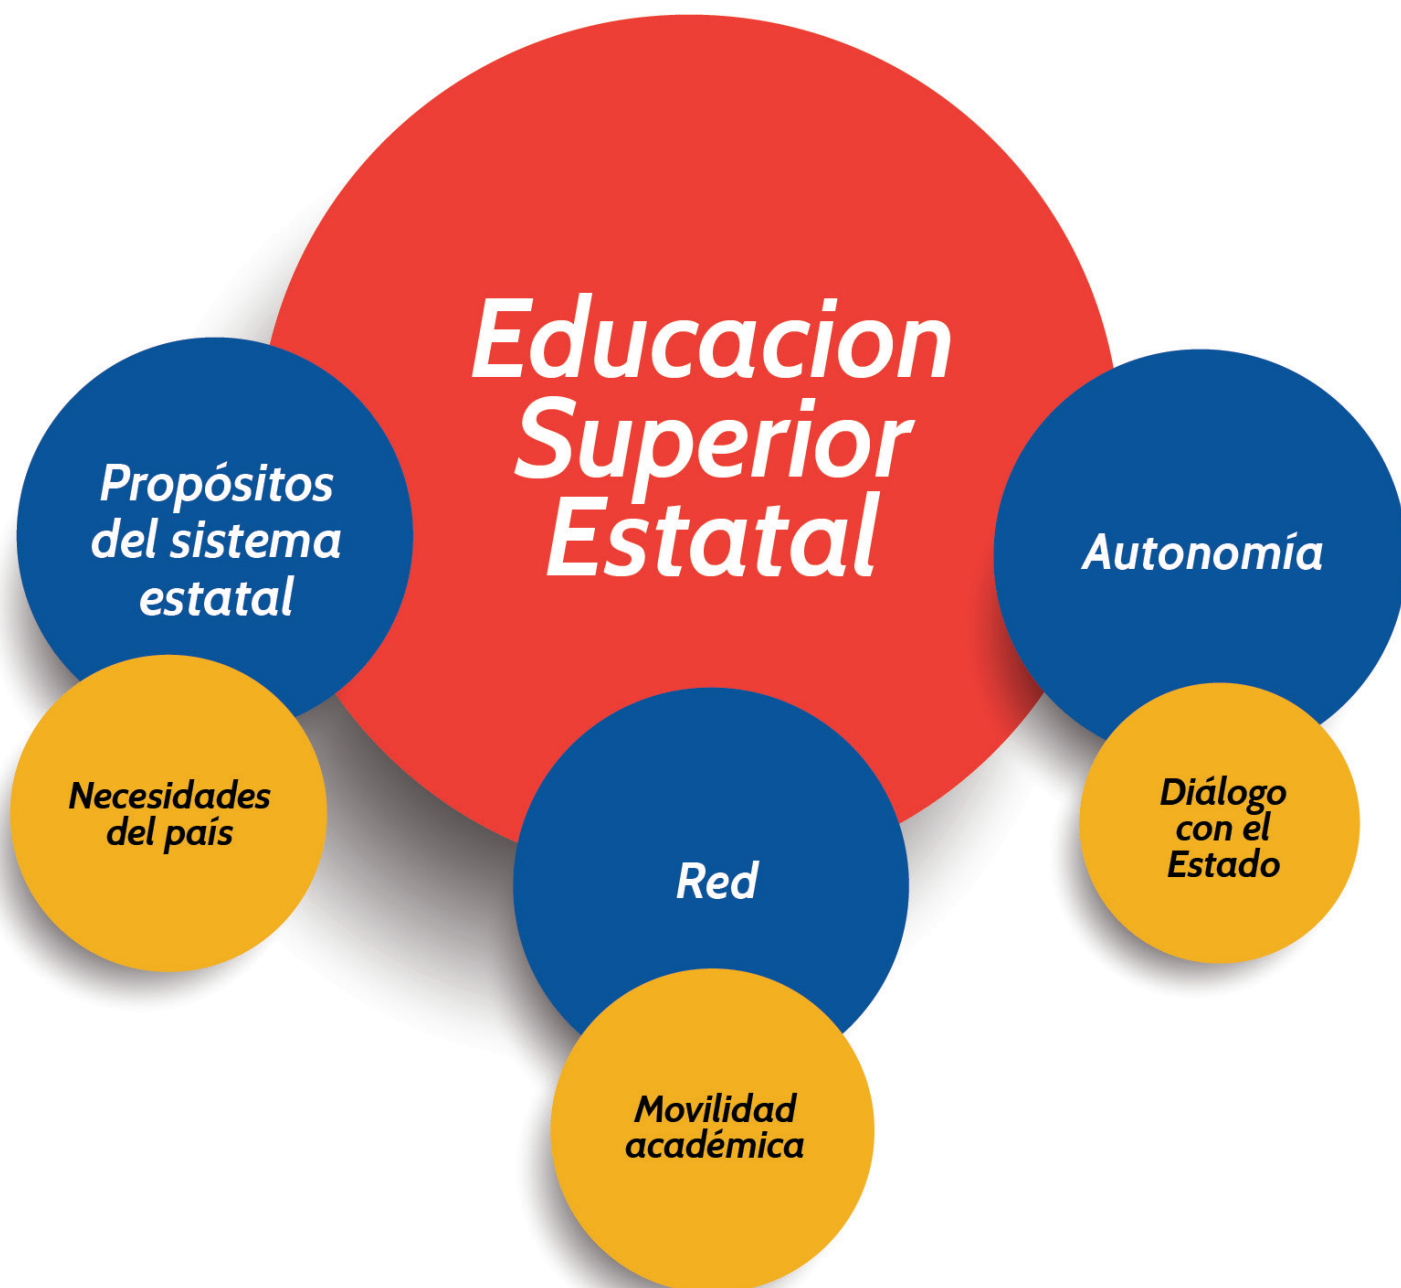 Educacion
Superior
Estatal
Propósitos
del sistema
estatal
Necesidades
del país
Red
Movilidad
académica
Autonomía
Diálogo
con el
Estado